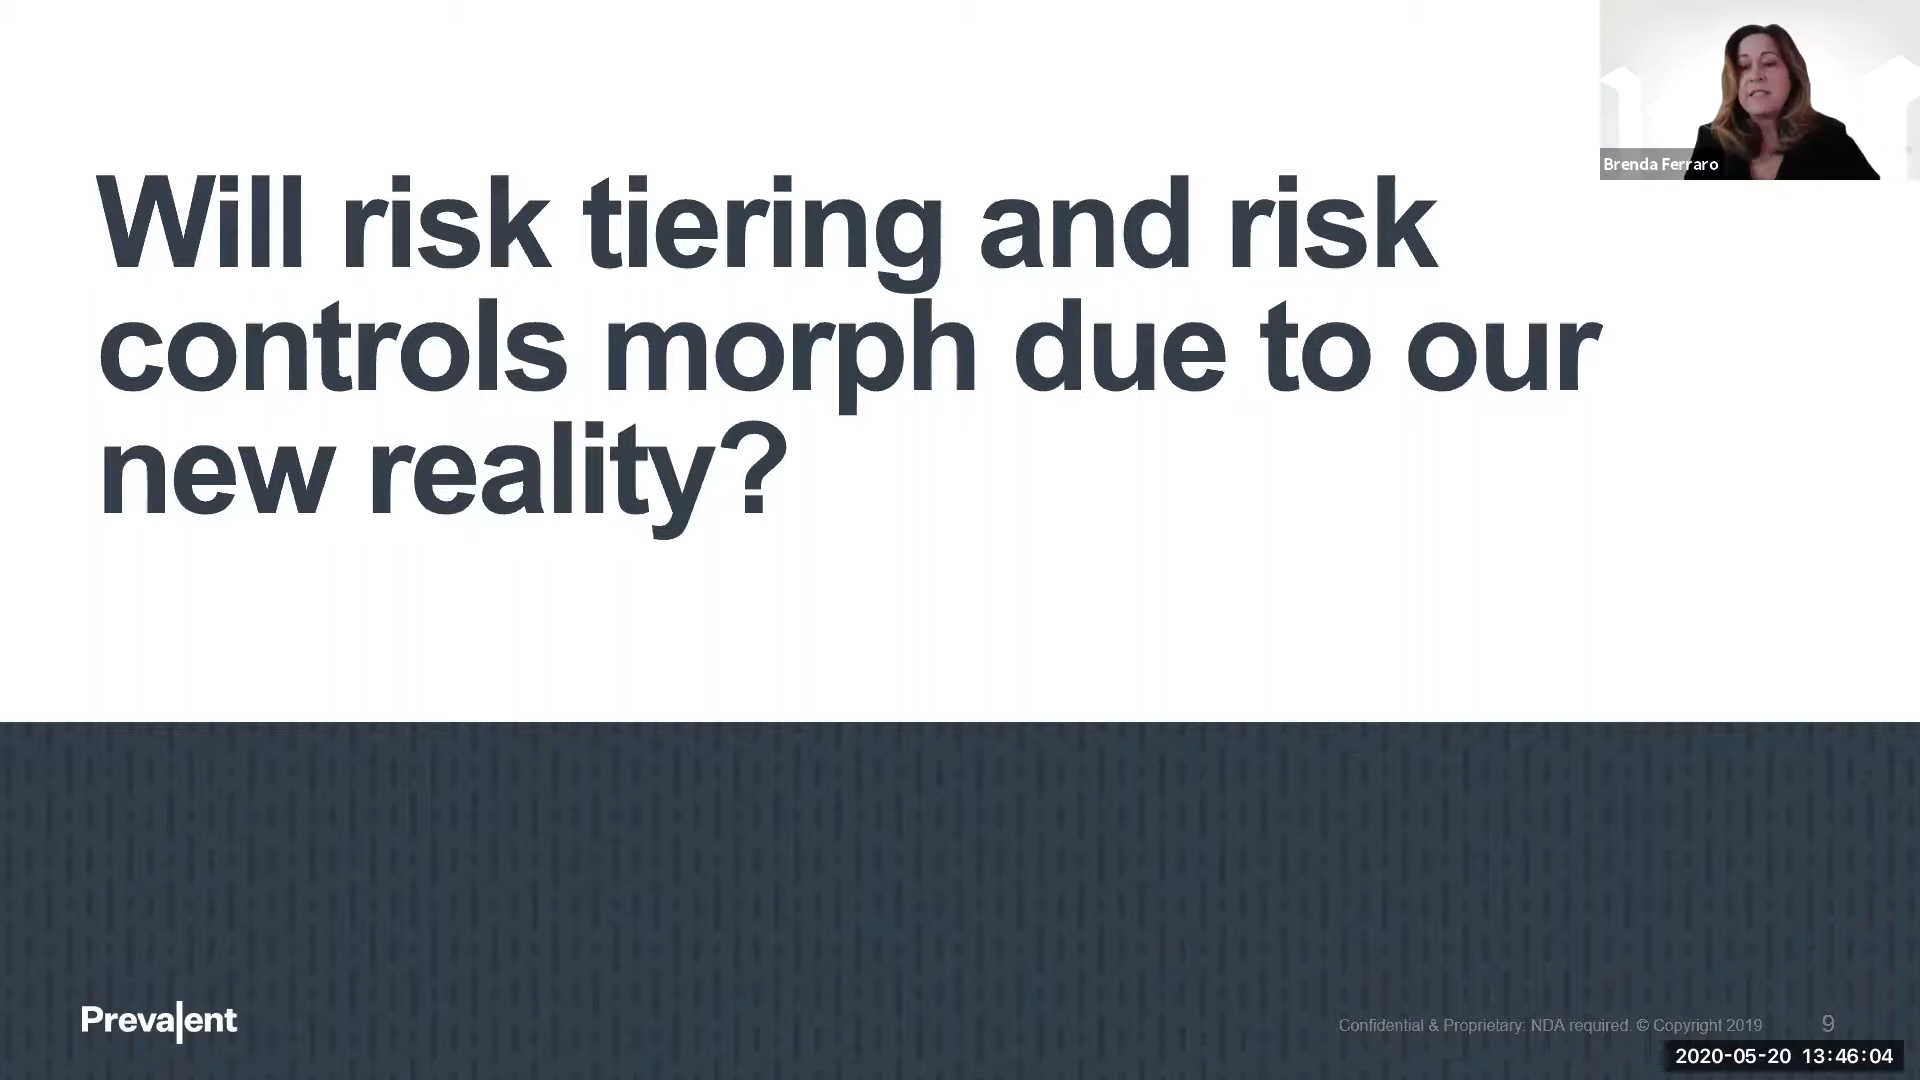 Brenda Ferraro
Will risk tiering and risk
controls morph due to our
new reality?
Prevalent
Confidential & Proprietary: NDA required. © Copyright 2019
9
2020-05-20 13:46:04